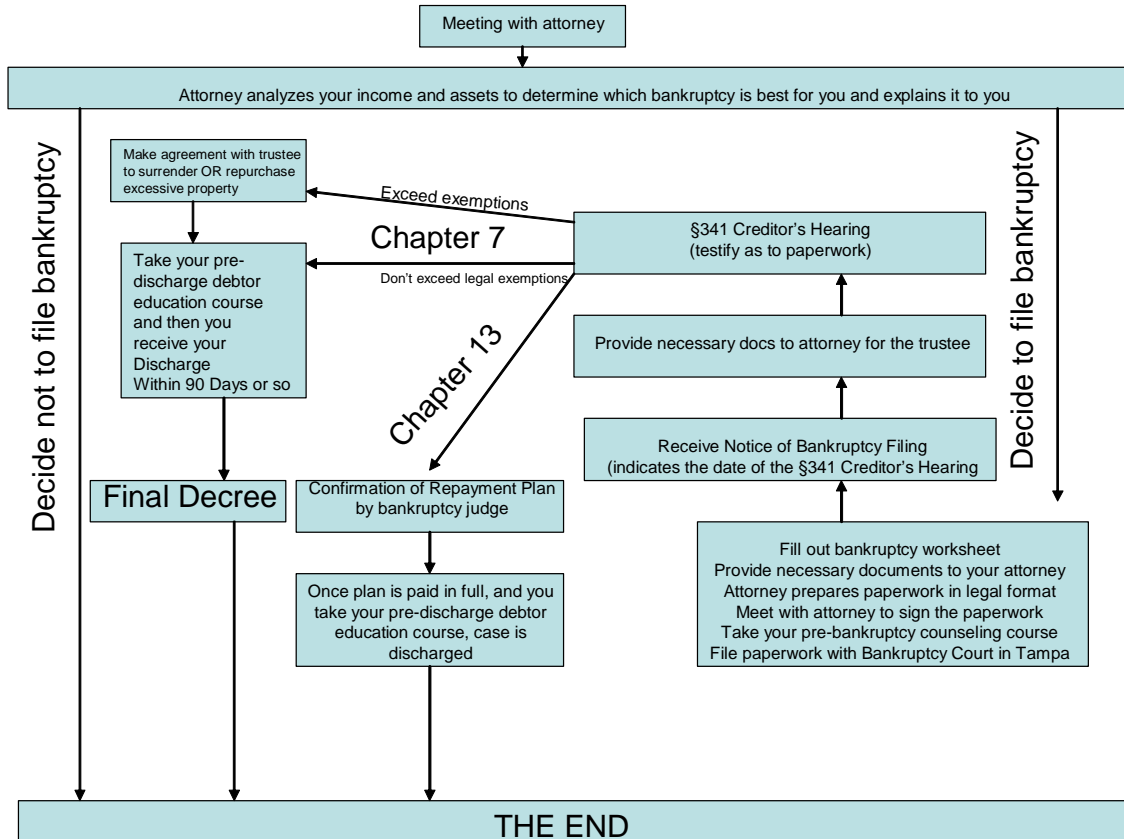 Meeting with attorney
Attorney analyzes your income and assets to determine which bankruptcy is best for you and explains it to you
Decide not to file bankruptcy
Make agreement with trustee
to surrender OR repurchase
excessive property
Exceed exemptions
Chapter 7
Don't exceed legal exemptions
Take your pre-
discharge debtor
education course
and then you
receive your
Discharge
Within 90 Days or so
Final Decree
Chapter 13
Confirmation of Repayment Plan
by bankruptcy judge
Once plan is paid in full, and you
take your pre-discharge debtor
education course, case is
discharged
§341 Creditor's Hearing
(testify as to paperwork)
Provide necessary docs to attorney for the trustee
Receive Notice of Bankruptcy Filing
(indicates the date of the §341 Creditor's Hearing
Decide to file bankruptcy
Fill out bankruptcy worksheet
Provide necessary documents to your attorney
Attorney prepares paperwork in legal format
Meet with attorney to sign the paperwork
Take your pre-bankruptcy counseling course
File paperwork with Bankruptcy Court in Tampa
THE END